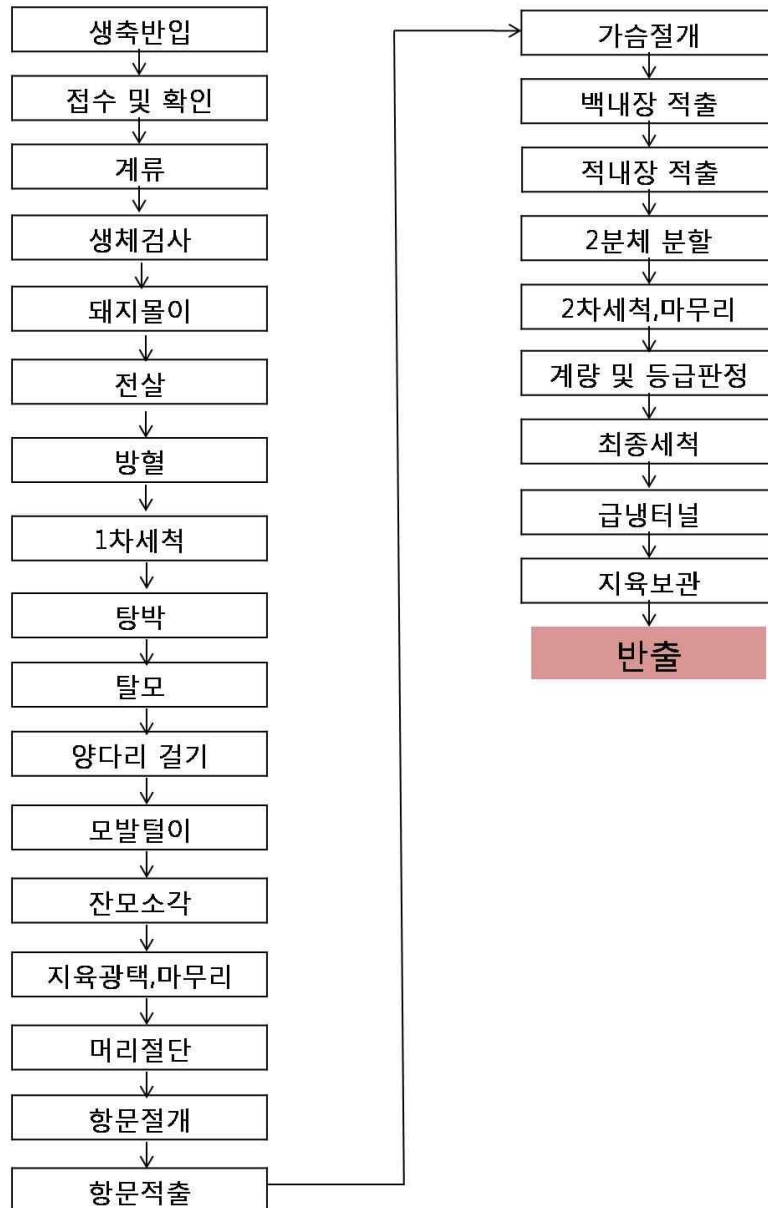 생축반입
접수 및 확인
계류
생체검사
돼지몰이
전살
방혈
1차세척
탕박
탈모
양다리 걸기
모발털이
잔모소각
지육광택,마무리
머리절단
항문절개
항문적출
가슴절개
백내장 적출
적내장 적출
2분체 분할
2차세척,마무리
계량 및 등급판정
최종세척
급냉터널
지육보관
반출